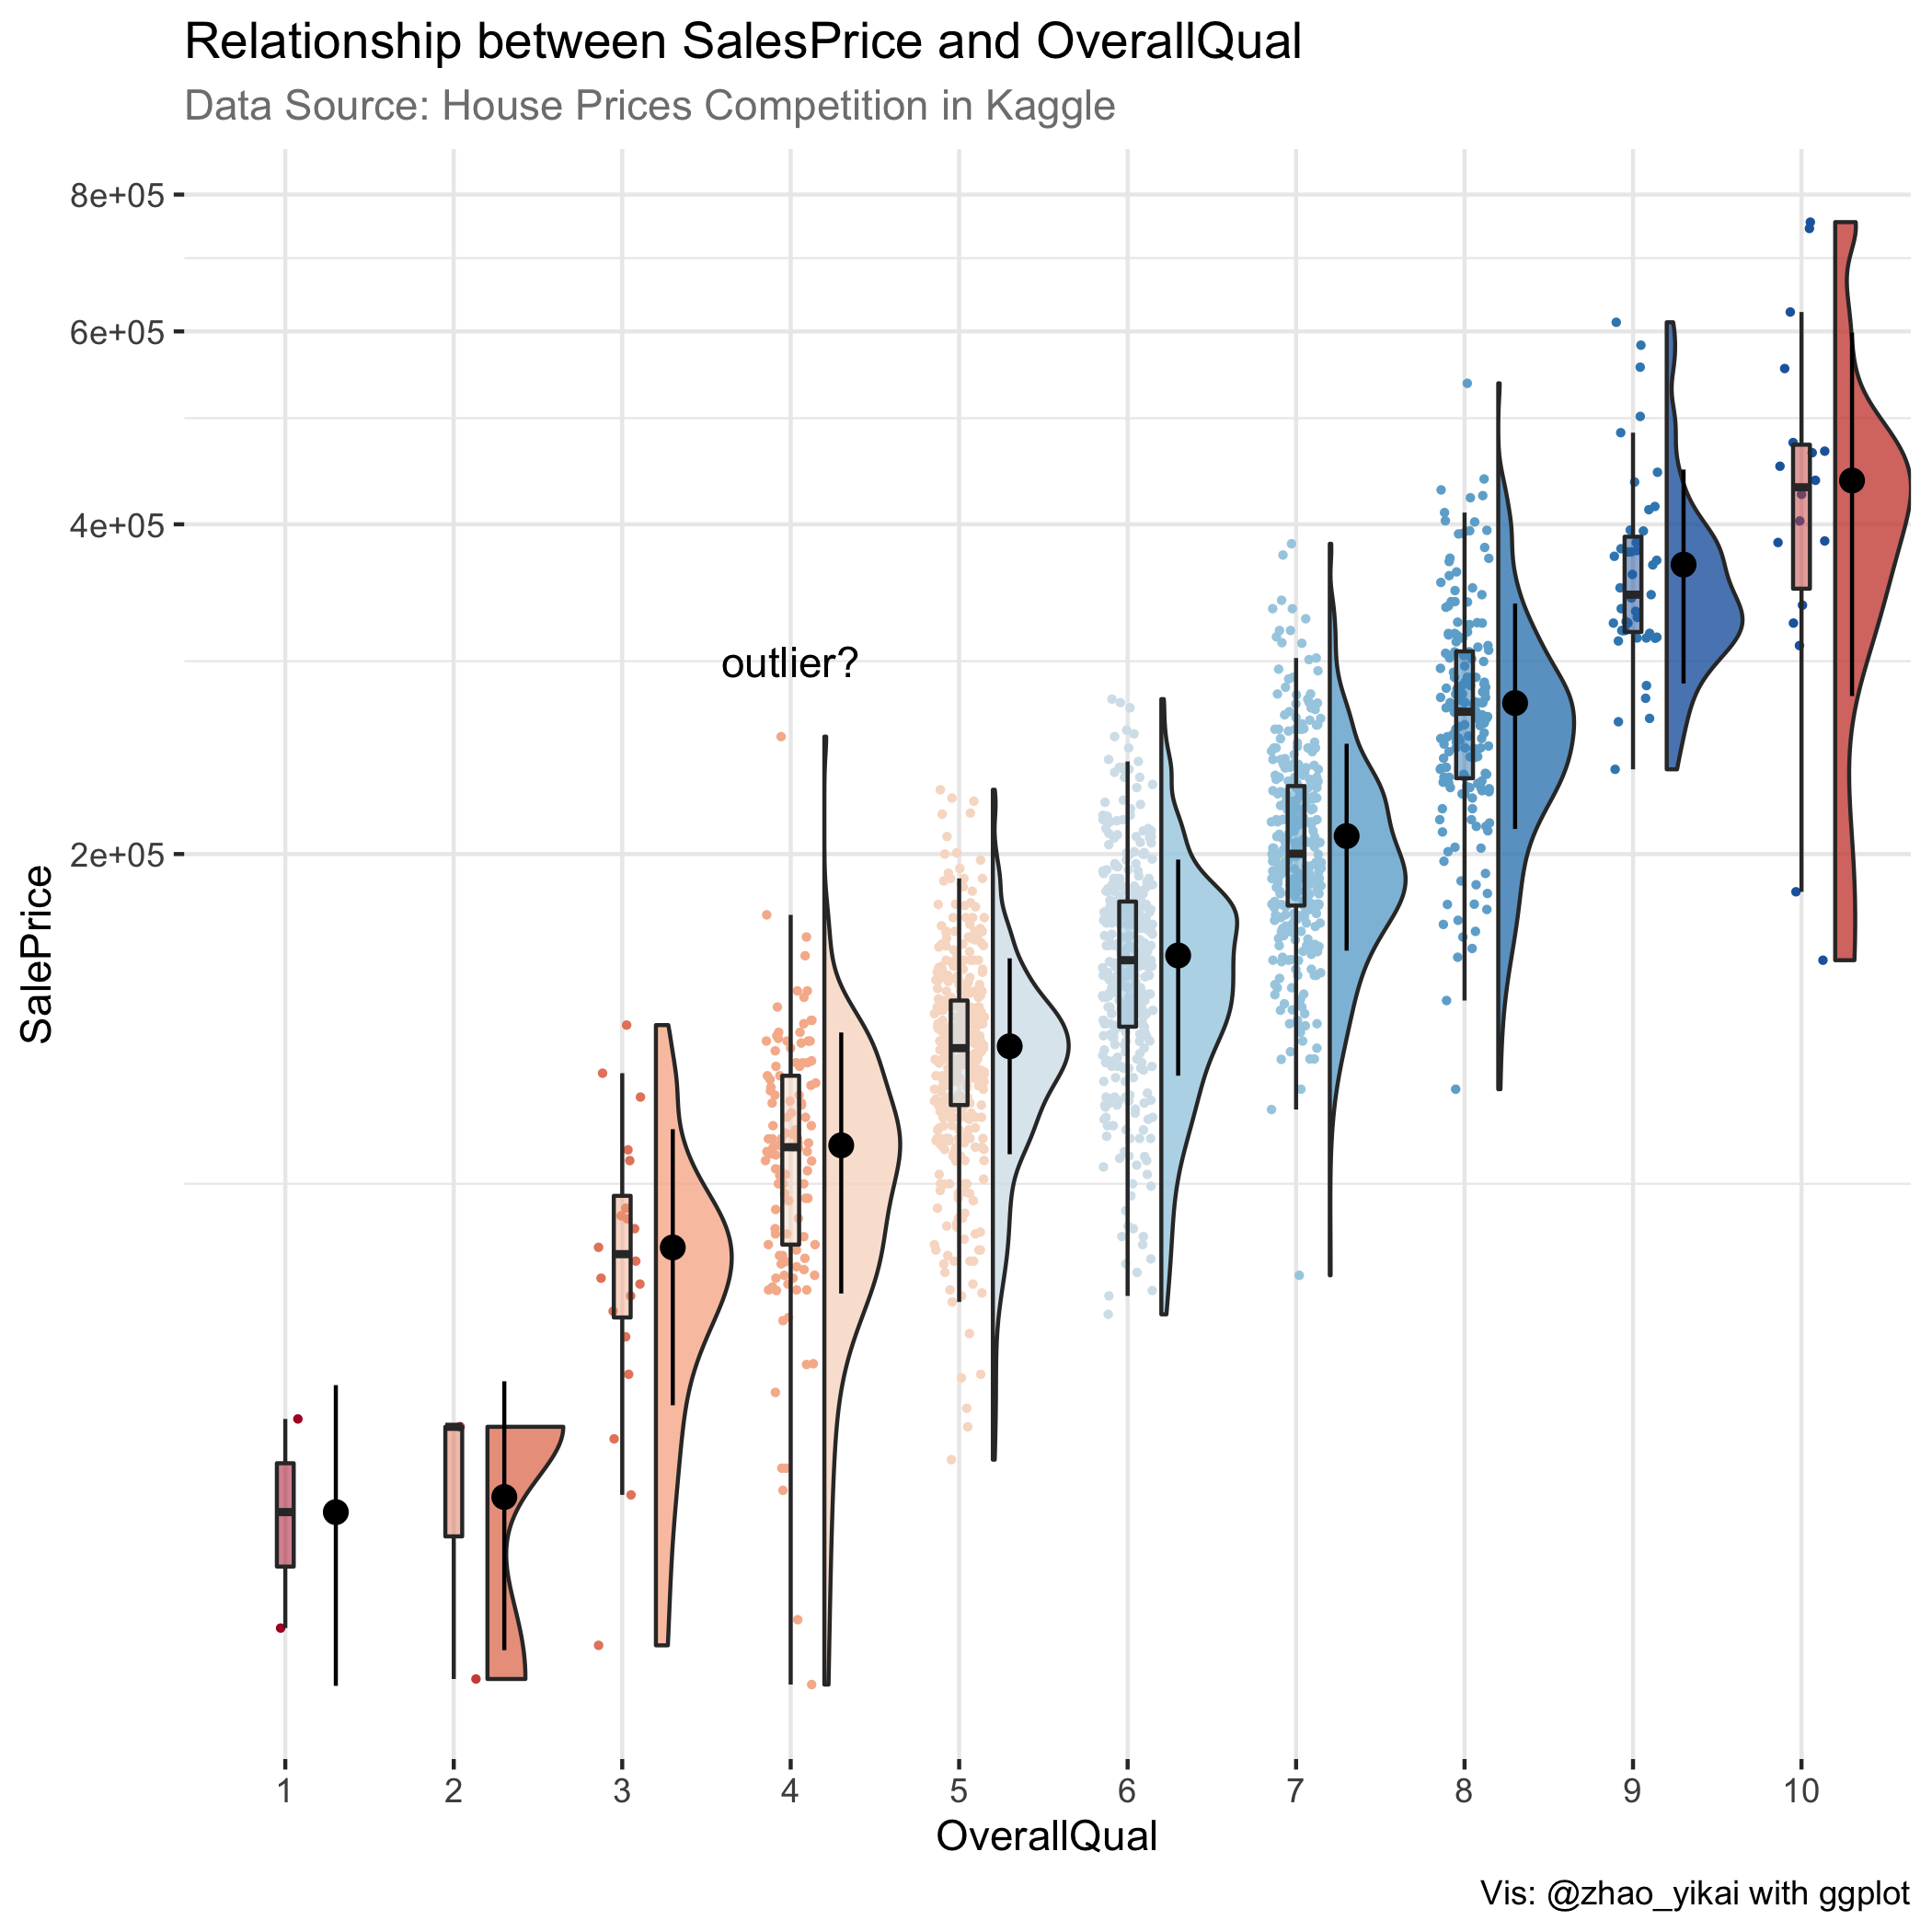 Relationship between SalesPrice and OverallQual
Data Source: House Prices Competition in Kaggle
8e+05
6e+05
4e+05
2e+05
SalePrice
outlier?
1 2 3 4 5 6 7 8 9 10
OverallQual
Vis: @zhao_yikai with ggplot